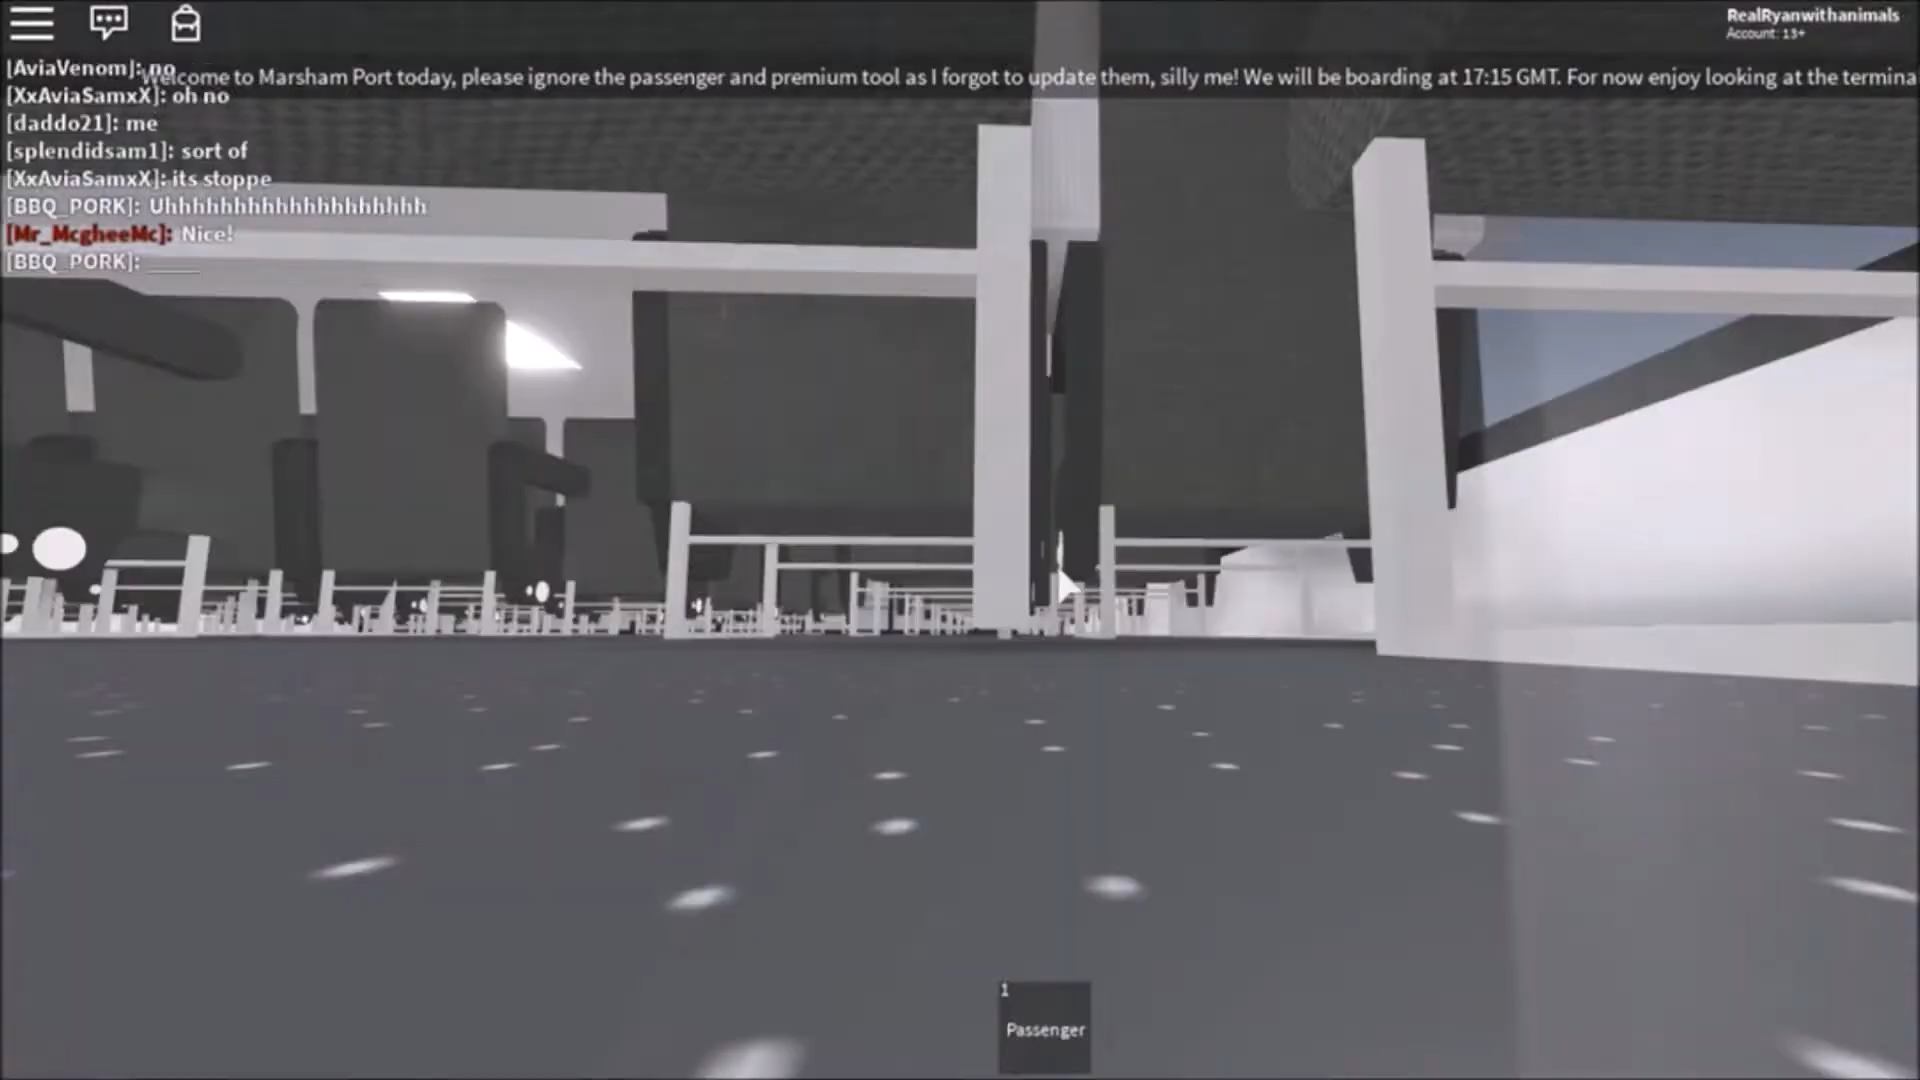 RealRyanwithanimals
Account: 13+
Welcome to Marsham Port today, please ignore the passenger and premium tool as I forgot to update them, silly me! We will be boarding at 17:15 GMT. For now enjoy looking at the termina
[AviaVenom]: no
[XxAviaSamxX]: oh no
[daddo21]: me
[splendidsam1]: sort of
[XxAviaSamxX]: its stoppe
[BBQ_PORK]: Uhhhhhhhhhhhhhhhhhhhh
[Mr_McgheeMc]: Nice!
[BBQ_PORK]: ____
1
Passenger